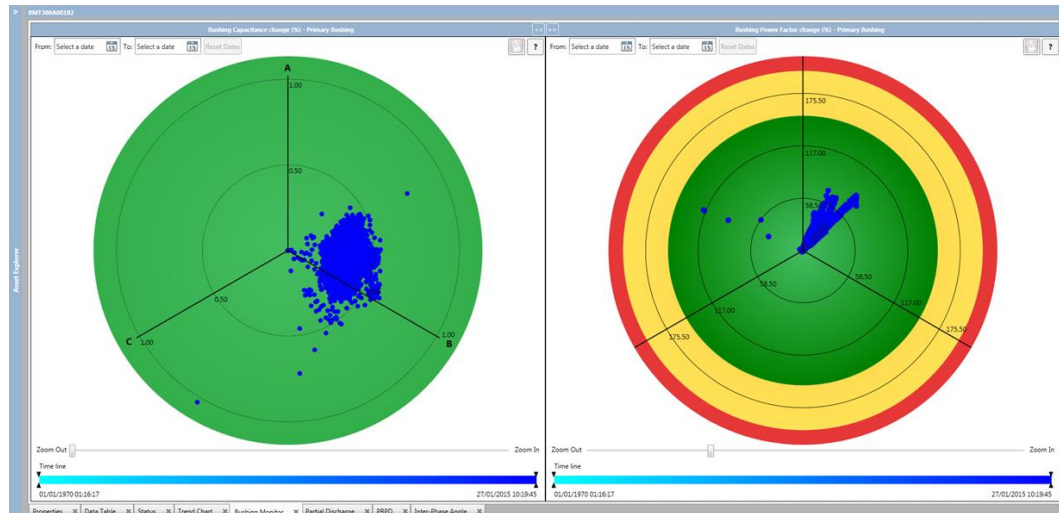 BMT300A00182
Bushing Capacitance change (%) - Primary Bushing
<< >>
Bushing Power Factor change (%) - Primary Bushing
From: Select a date 15 To: Select a date 15 Reset Dates ?
From: Select a date 15 To: Select a date 15 Reset Dates ?
Asset Explorer
A
1.00
0.50
0.50
C 1.00
1.00
B
175.50
117.00
58.50
58.50
58.50
117.00
117.00
175.50
175.50
Zoom Out Zoom In
Zoom Out Zoom In
Time line
Time line
01/01/1970 01:16:17 27/01/2015 10:19:45
01/01/1970 01:16:17 27/01/2015 10:19:45
Properties Data Table Status Trend Chart Bushing Monitor Partial Discharge PRPD Inter-Phase Angle